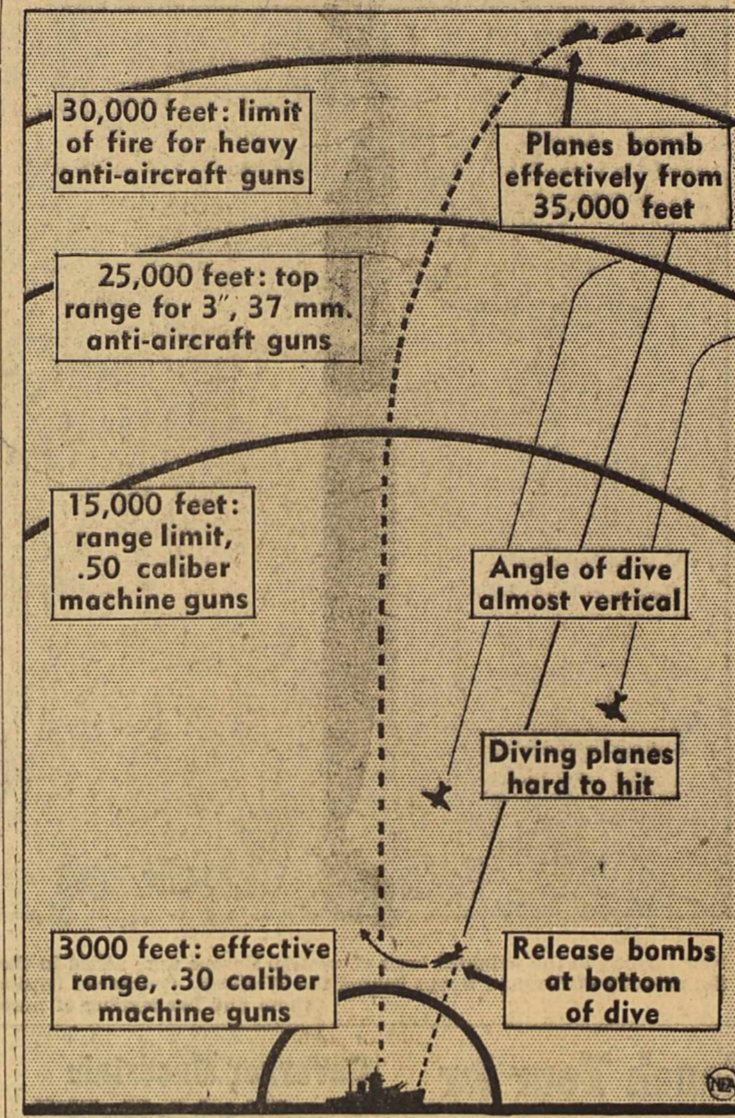 30,000 feet: limit
of fire for heavy
anti-aircraft guns
Planes bomb
effectively from
35,000 feet
25,000 feet: top
range for 3", 37 mm.
anti-aircraft guns
15,000 feet:
range limit,
.50 caliber
machine guns
Angle of dive
almost vertical
Diving planes
hard to hit
3000 feet: effective
range, .30 caliber
machine guns
Release bombs
at bottom
of dive
NEA